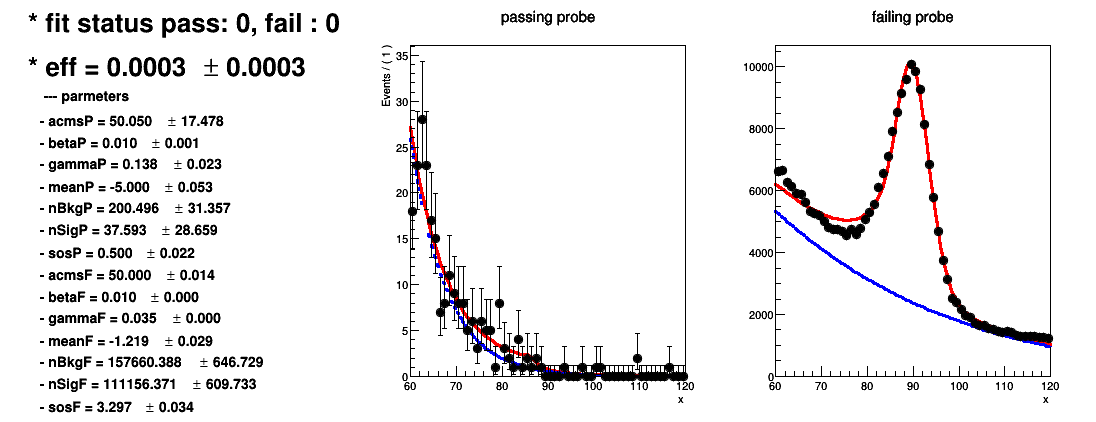 * fit status pass: 0, fail : 0
* eff = 0.0003 ± 0.0003
--- parmeters
- acmsP = 50.050 ± 17.478
- betaP = 0.010 ± 0.001
- gammaP = 0.138 ± 0.023
- meanP = -5.000 ± 0.053
- nBkgP = 200.496 ± 31.357
- nSigP = 37.593 ± 28.659
- sosP = 0.500 ± 0.022
- acmsF = 50.000 ± 0.014
- betaF = 0.010 ± 0.000
- gammaF = 0.035 ± 0.000
- meanF = -1.219 ± 0.029
- nBkgF = 157660.388 ± 646.729
- nSigF = 111156.371 ± 609.733
- sosF = 3.297 ± 0.034
passing probe
Events / ( 1 )
35
30
25
20
15
10
5
0
60 70 80 90 100 110 120
x
failing probe
10000
8000
6000
4000
2000
0
60 70 80 90 100 110 120
x